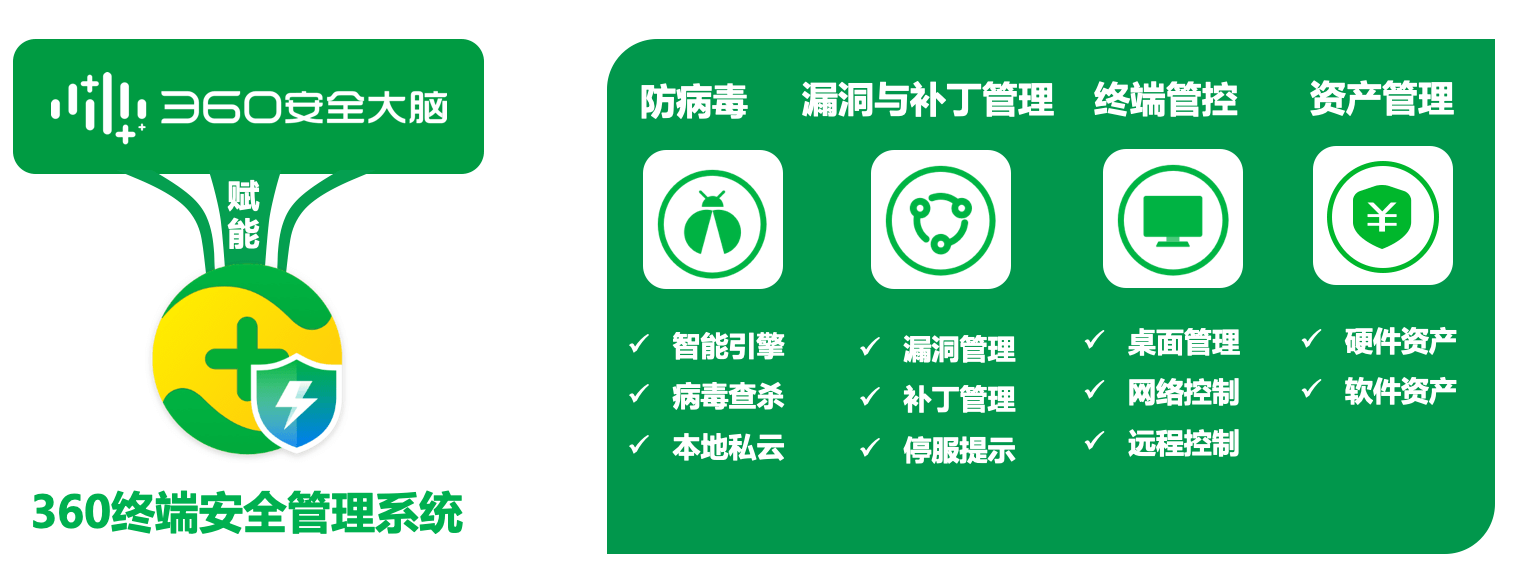 360安全大脑
赋
能
360终端安全管理系统
防病毒
智能引擎
病毒查杀
本地私云
漏洞与补丁管理
漏洞管理
补丁管理
停服提示
终端管控
桌面管理
网络控制
远程控制
资产管理
¥
硬件资产
软件资产